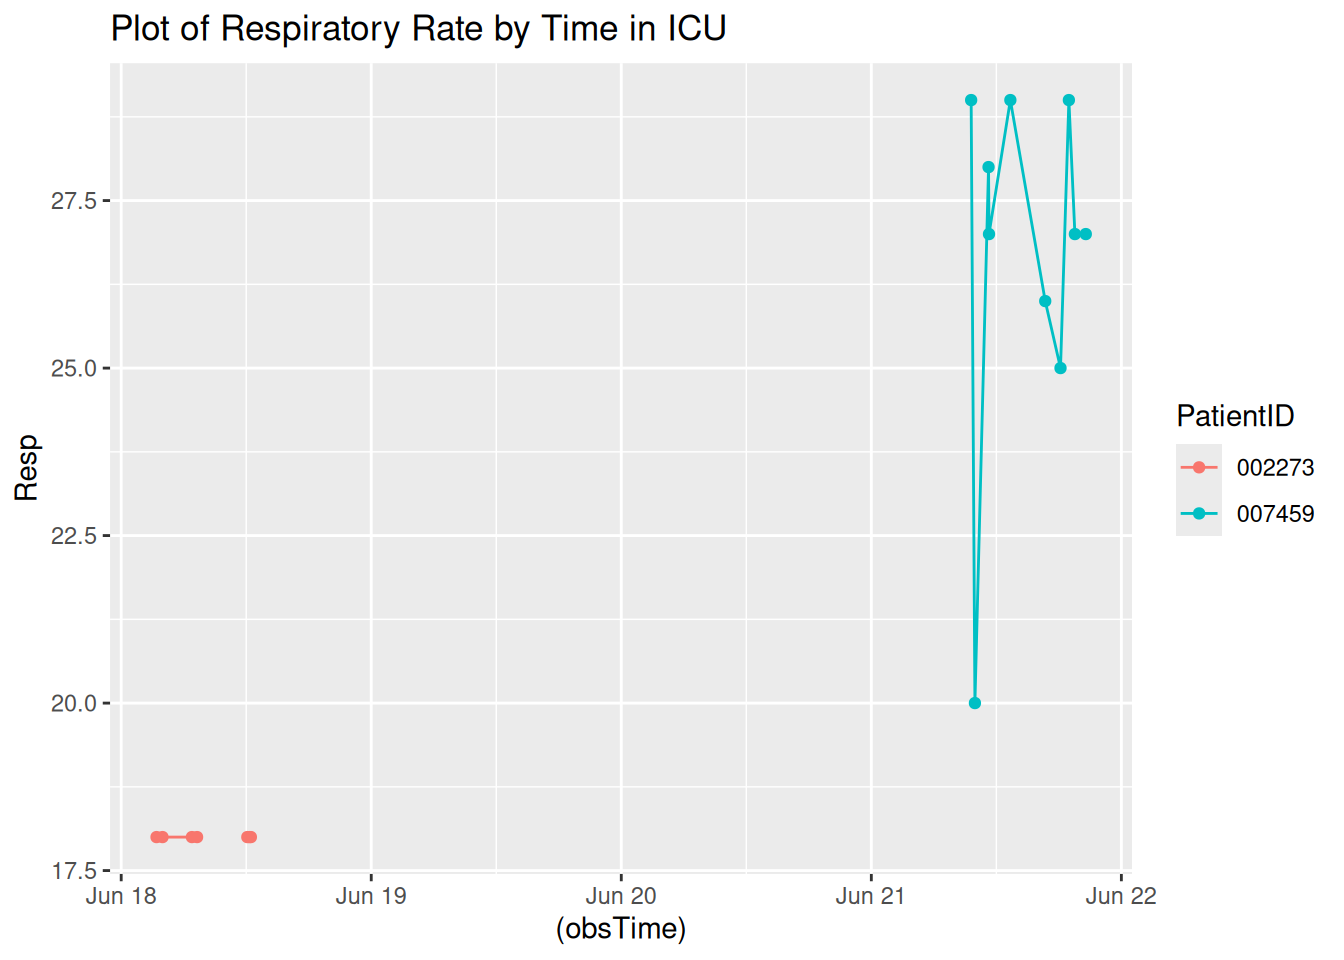 Plot of Respiratory Rate by Time in ICU
Resp
27.5
25.0
22.5
20.0
17.5
Jun 18 Jun 19 Jun 20 Jun 21 Jun 22
(obsTime)
PatientID
002273
007459